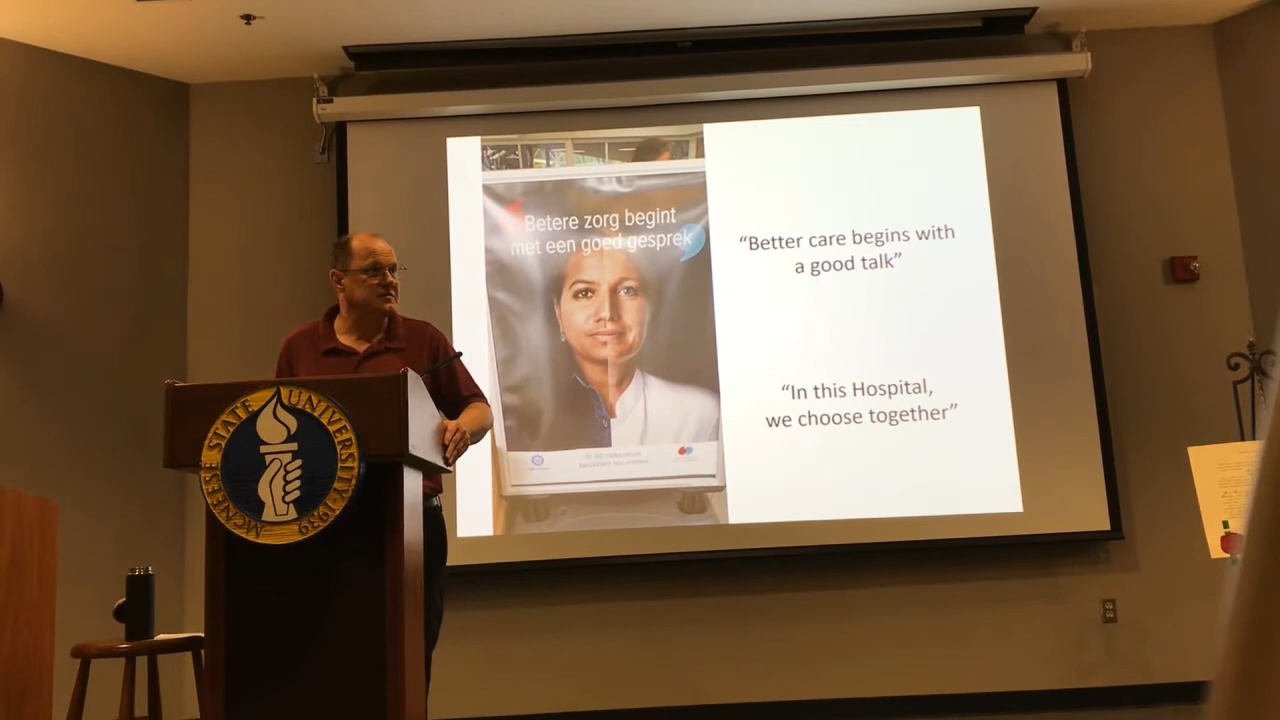 Betere zorg begint
met een goed gesprek
“Better care begins with
a good talk”
“In this Hospital,
we choose together”
McNEESE STATE UNIVERSITY·1939